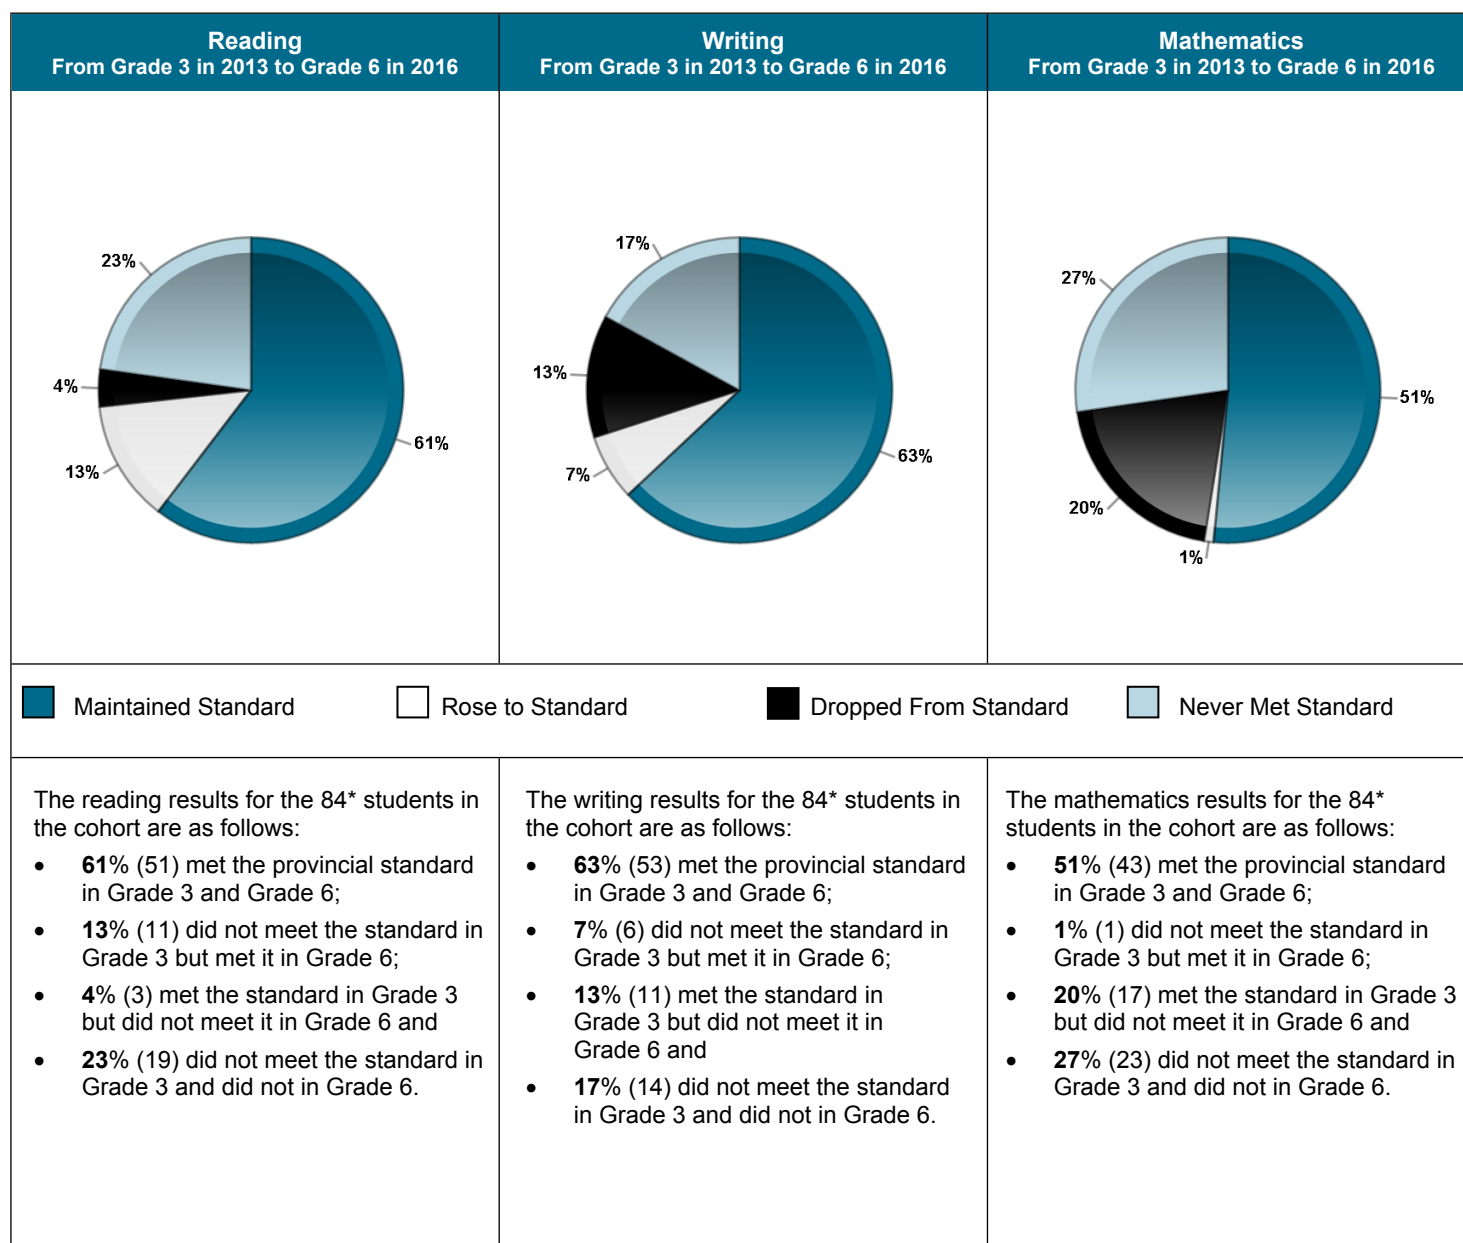 Reading
From Grade 3 in 2013 to Grade 6 in 2016
Writing
From Grade 3 in 2013 to Grade 6 in 2016
Mathematics
From Grade 3 in 2013 to Grade 6 in 2016
23%
4%
13%
61%
17%
13%
7%
63%
27%
20%
1%
51%
Maintained Standard
Rose to Standard
Dropped From Standard
Never Met Standard
The reading results for the 84* students in
the cohort are as follows:
• 61% (51) met the provincial standard
in Grade 3 and Grade 6;
• 13% (11) did not meet the standard in
Grade 3 but met it in Grade 6;
• 4% (3) met the standard in Grade 3
but did not meet it in Grade 6 and
• 23% (19) did not meet the standard in
Grade 3 and did not in Grade 6.
The writing results for the 84* students in
the cohort are as follows:
• 63% (53) met the provincial standard
in Grade 3 and Grade 6;
• 7% (6) did not meet the standard in
Grade 3 but met it in Grade 6;
• 13% (11) met the standard in
Grade 3 but did not meet it in
Grade 6 and
• 17% (14) did not meet the standard
in Grade 3 and did not in Grade 6.
The mathematics results for the 84*
students in the cohort are as follows:
• 51% (43) met the provincial standard
in Grade 3 and Grade 6;
• 1% (1) did not meet the standard in
Grade 3 but met it in Grade 6;
• 20% (17) met the standard in Grade 3
but did not meet it in Grade 6 and
• 27% (23) did not meet the standard in
Grade 3 and did not in Grade 6.